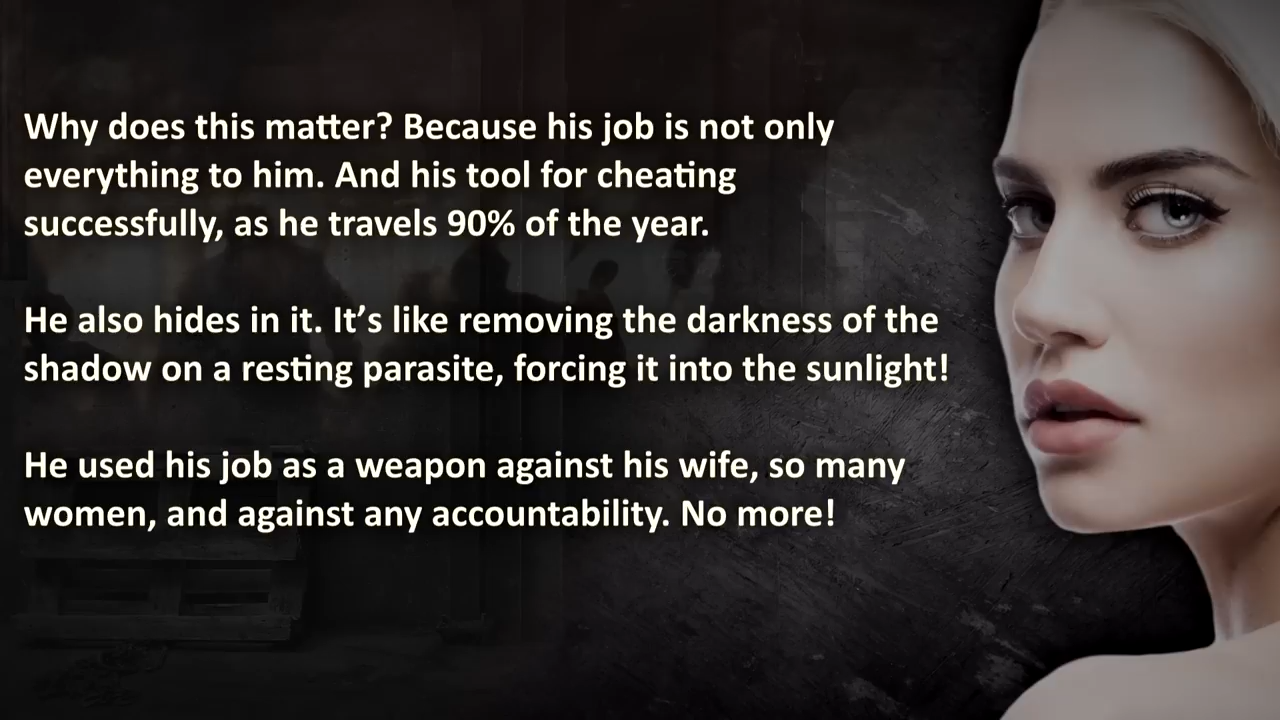 Why does this matter? Because his job is not only
everything to him. And his tool for cheating
successfully, as he travels 90% of the year.
He also hides in it. It’s like removing the darkness of the
shadow on a resting parasite, forcing it into the sunlight!
He used his job as a weapon against his wife, so many
women, and against any accountability. No more!